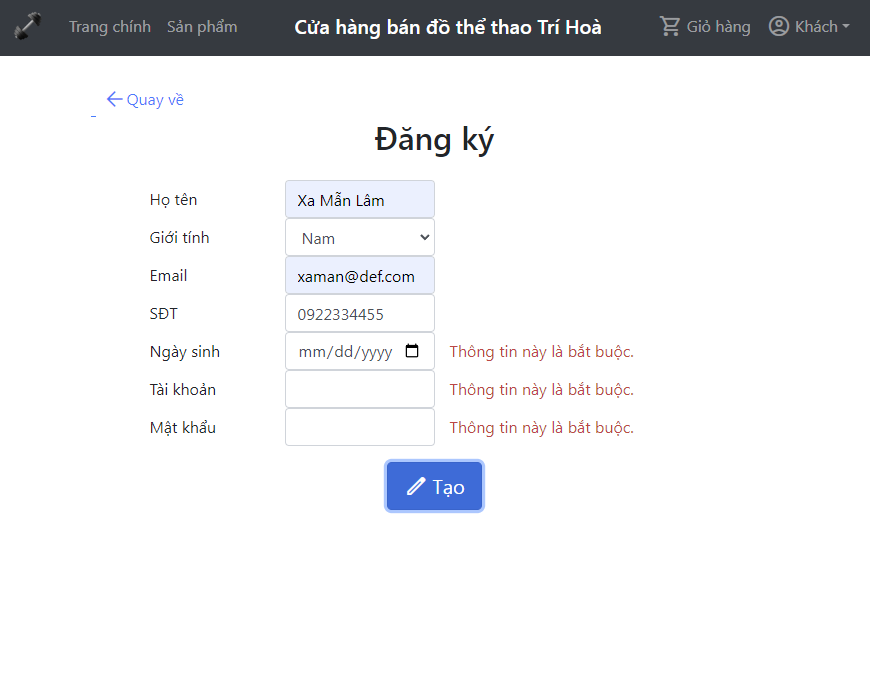 Trang chính Sản phẩm Cửa hàng bán đồ thể thao Trí Hoà Giỏ hàng Khách
Quay về
Đăng ký
Họ tên Xa Mẫn Lâm
Giới tính Nam
Email xaman@def.com
SĐT 0922334455
Ngày sinh mm/dd/yyyy Thông tin này là bắt buộc.
Tài khoản Thông tin này là bắt buộc.
Mật khẩu Thông tin này là bắt buộc.
Tạo